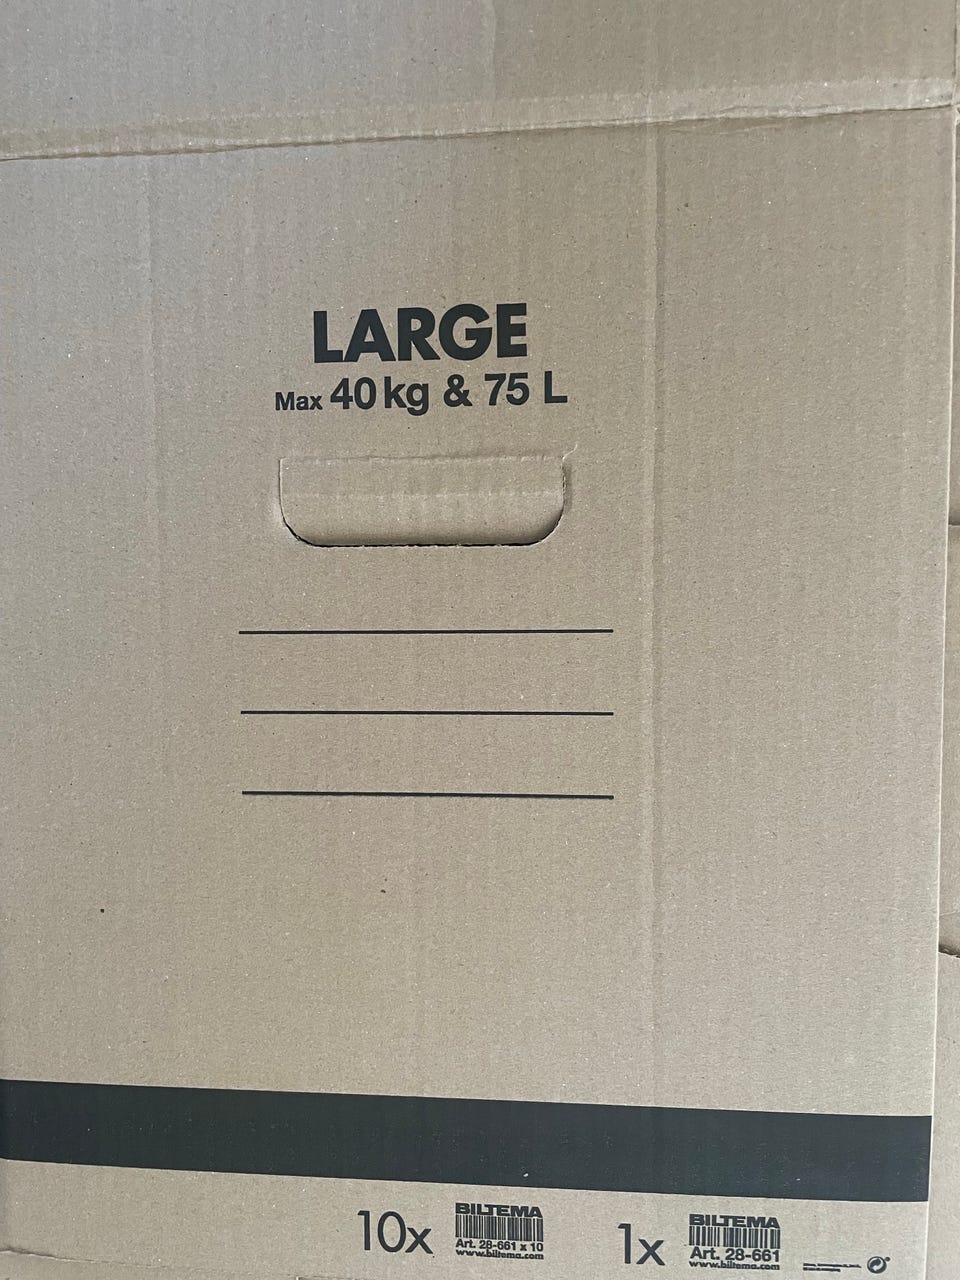 LARGE
Max 40 kg & 75 L
10x
BILTEMA
Art. 28-661 x 10
www.biltema.com
1x
BILTEMA
Art. 28-661
www.biltema.com